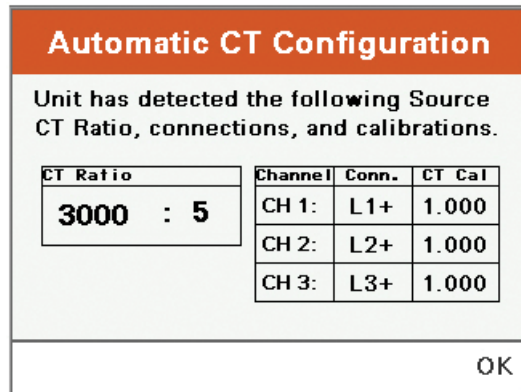 Automatic CT Configuration
Unit has detected the following Source
CT Ratio, connections, and calibrations.
CT Ratio
3000 : 5
Channel Conn. CT Cal
CH 1: L1+ 1.000
CH 2: L2+ 1.000
CH 3: L3+ 1.000
OK